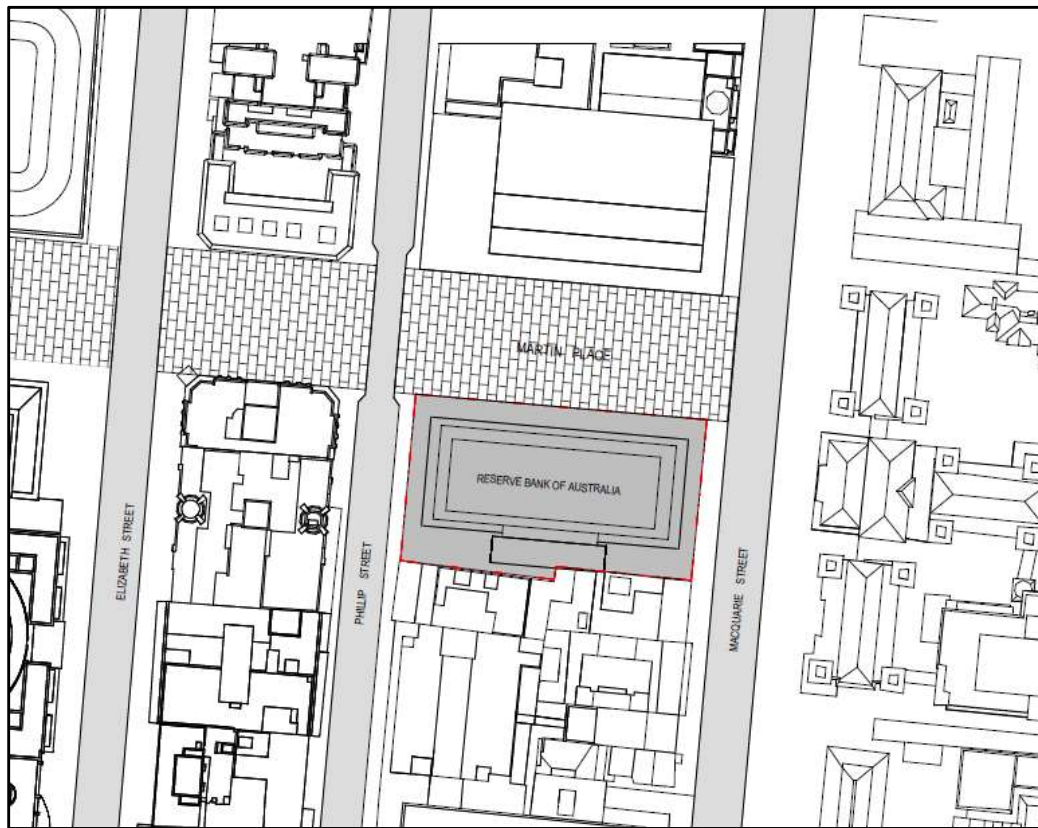 MARTIN PLACE
RESERVE BANK OF AUSTRALIA
ELIZABETH STREET
PHILLIP STREET
MACQUARIE STREET